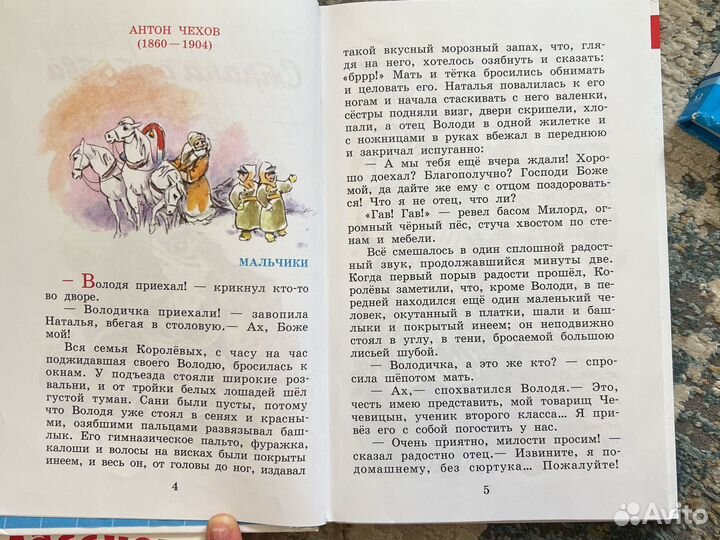 АНТОН ЧЕХОВ
(1860 — 1904)
МАЛЬЧИКИ
— Володя приехал! — крикнул кто-то
во дворе.
— Володичка приехали! — завопила
Наталья, вбегая в столовую.— Ах, Боже
мой!
Вся семья Королёвых, с часу на час
поджидавшая своего Володю, бросилась к
окнам. У подъезда стояли широкие роз-
вальни, и от тройки белых лошадей шёл
густой туман. Сани были пусты, потому
что Володя уже стоял в сенях и красны-
ми, озябшими пальцами развязывал баш-
лык. Его гимназическое пальто, фуражка,
калоши и волосы на висках были покрыты
инеем, и весь он, от головы до ног, издавал
4
такой вкусный морозный запах, что, гля-
дя на него, хотелось озябнуть и сказать:
«бррр!» Мать и тётка бросились обнимать
и целовать его. Наталья повалилась к его
ногам и начала стаскивать с него валенки,
сёстры подняли визг, двери скрипели, хло-
пали, а отец Володи в одной жилетке и
с ножницами в руках вбежал в переднюю
и закричал испуганно:
— А мы тебя ещё вчера ждали! Хоро-
шо доехал? Благополучно? Господи Боже
мой, да дайте же ему с отцом поздоровать-
ся! Что я не отец, что ли?
«Гав! Гав!» — ревел басом Милорд, ог-
ромный чёрный пёс, стуча хвостом по сте-
нам и мебели.
Всё смешалось в один сплошной радост-
ный звук, продолжавшийся минуты две.
Когда первый порыв радости прошёл, Ко-
ролёвы заметили, что, кроме Володи, в пе-
редней находился ещё один маленький че-
ловек, окутанный в платки, шали и баш-
лыки и покрытый инеем; он неподвижно
стоял в углу, в тени, бросаемой большою
лисьей шубой.
— Володичка, а это же кто? — спро-
сила шёпотом мать.
— Ах,— спохватился Володя.— Это,
честь имею представить, мой товарищ Че-
чевицын, ученик второго класса... Я при-
вёз его с собой погостить у нас.
— Очень приятно, милости просим! —
сказал радостно отец.— Извините, я по-
домашнему, без сюртука... Пожалуйте!
5
Avito